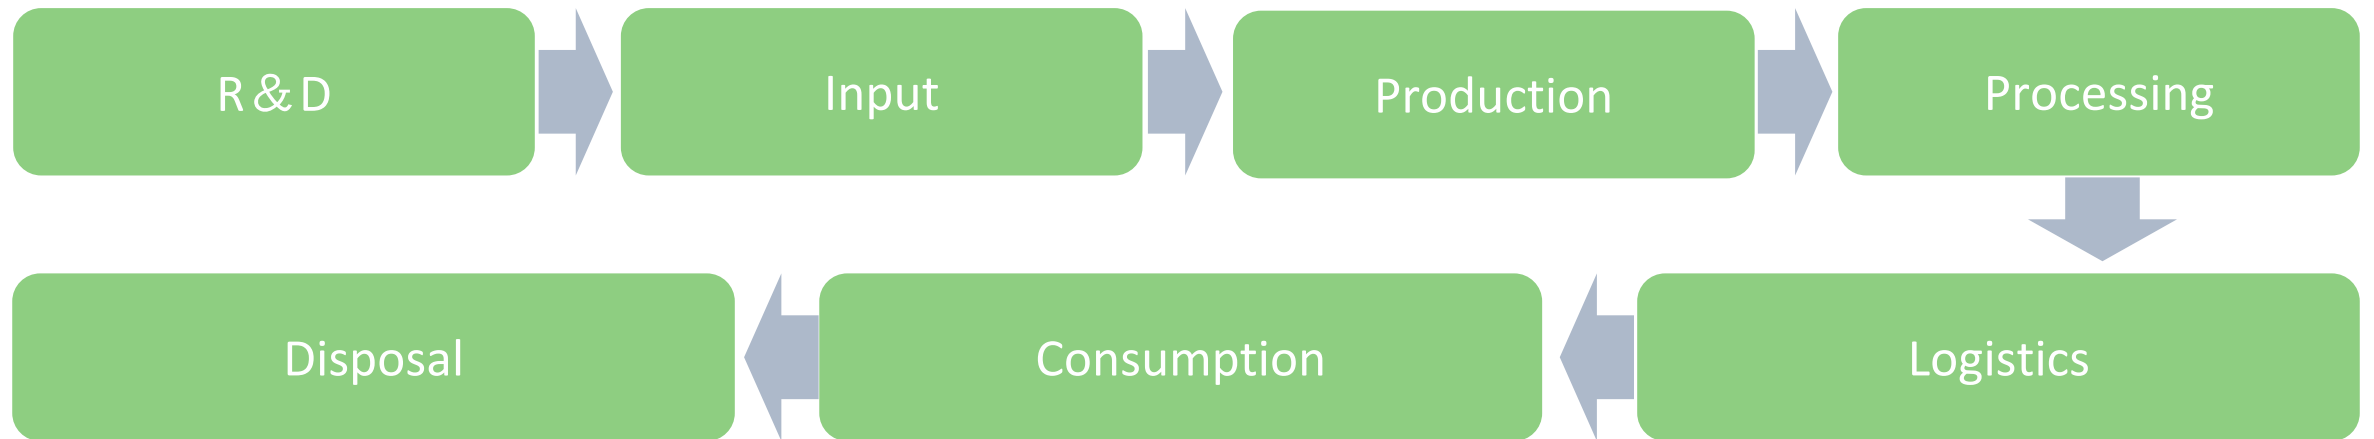 R & D
Input
Production
Processing
Logistics
Consumption
Disposal